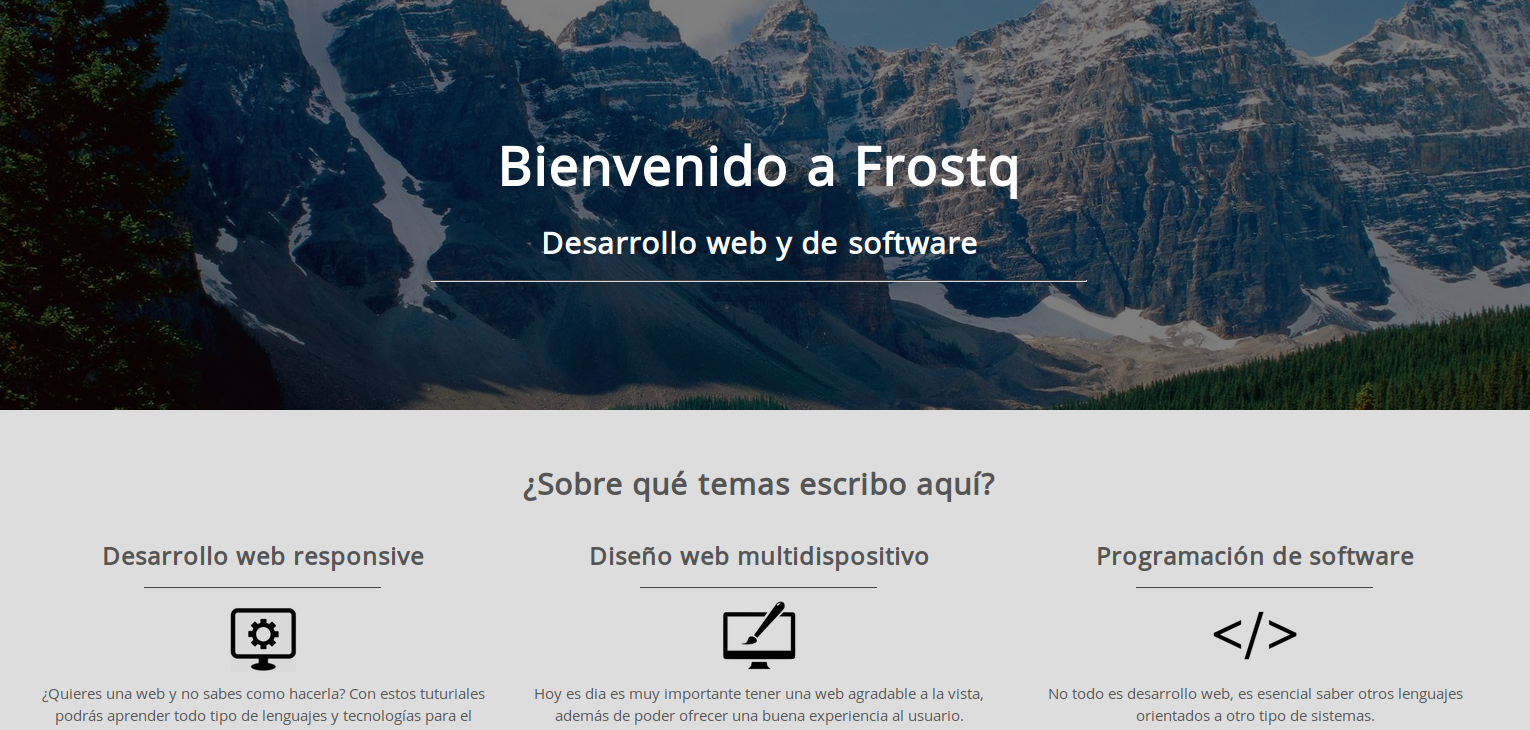 Bienvenido a Frostq
Desarrollo web y de software
¿Sobre qué temas escribo aquí?
Desarrollo web responsive
¿Quieres una web y no sabes como hacerla? Con estos tuturiales
podrás aprender todo tipo de lenguajes y tecnologías para el
Diseño web multidispositivo
Hoy es dia es muy importante tener una web agradable a la vista,
además de poder ofrecer una buena experiencia al usuario.
Programación de software
</>
No todo es desarrollo web, es esencial saber otros lenguajes
orientados a otro tipo de sistemas.